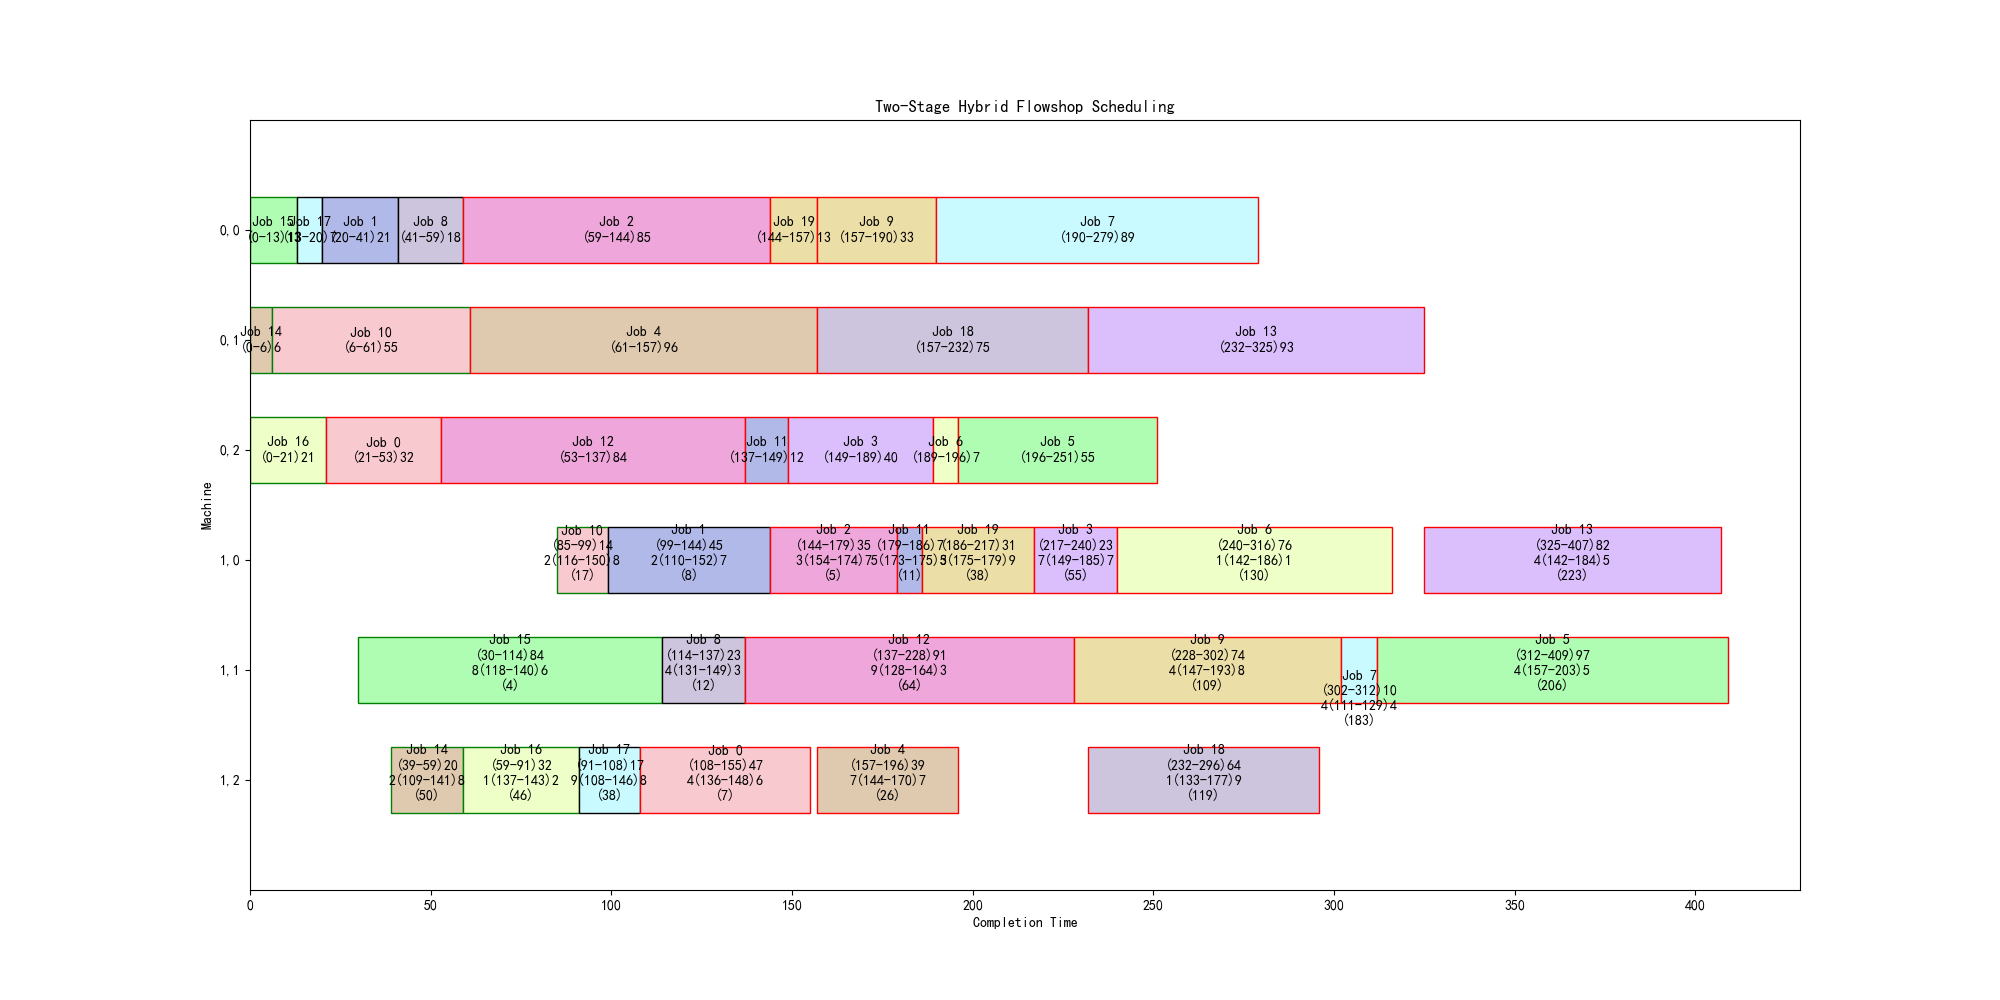 Two-Stage Hybrid Flowshop Scheduling
Machine
0,0
Job 15
(0-13)13
Job 17
(13-20)7
Job 1
(20-41)21
Job 8
(41-59)18
Job 2
(59-144)85
Job 19
(144-157)13
Job 9
(157-190)33
Job 7
(190-279)89
0,1
Job 14
(0-6)6
Job 10
(6-61)55
Job 4
(61-157)96
Job 18
(157-232)75
Job 13
(232-325)93
0,2
Job 16
(0-21)21
Job 0
(21-53)32
Job 12
(53-137)84
Job 11
(137-149)12
Job 3
(149-189)40
Job 6
(189-196)7
Job 5
(196-251)55
1,0
Job 10
(85-99)14
2(116-150)8
(17)
Job 1
(99-144)45
2(110-152)7
(8)
Job 2
(144-179)35
3(154-174)7
(5)
Job 11
(179-186)7
5(173-175)3
(11)
Job 19
(186-217)31
(175-179)9
(38)
Job 3
(217-240)23
7(149-185)7
(55)
Job 6
(240-316)76
1(142-186)1
(130)
Job 13
(325-407)82
4(142-184)5
(223)
1,1
Job 15
(30-114)84
8(118-140)6
(4)
Job 8
(114-137)23
4(131-149)3
(12)
Job 12
(137-228)91
9(128-164)3
(64)
Job 9
(228-302)74
4(147-193)8
(109)
Job 7
(302-312)10
4(111-129)4
(183)
Job 5
(312-409)97
4(157-203)5
(206)
1,2
Job 14
(39-59)20
2(109-141)8
(50)
Job 16
(59-91)32
1(137-143)2
(46)
Job 17
(91-108)17
9(108-146)8
(38)
Job 0
(108-155)47
4(136-148)6
(7)
Job 4
(157-196)39
7(144-170)7
(26)
Job 18
(232-296)64
1(133-177)9
(119)
0
50
100
150
200
250
300
350
400
Completion Time